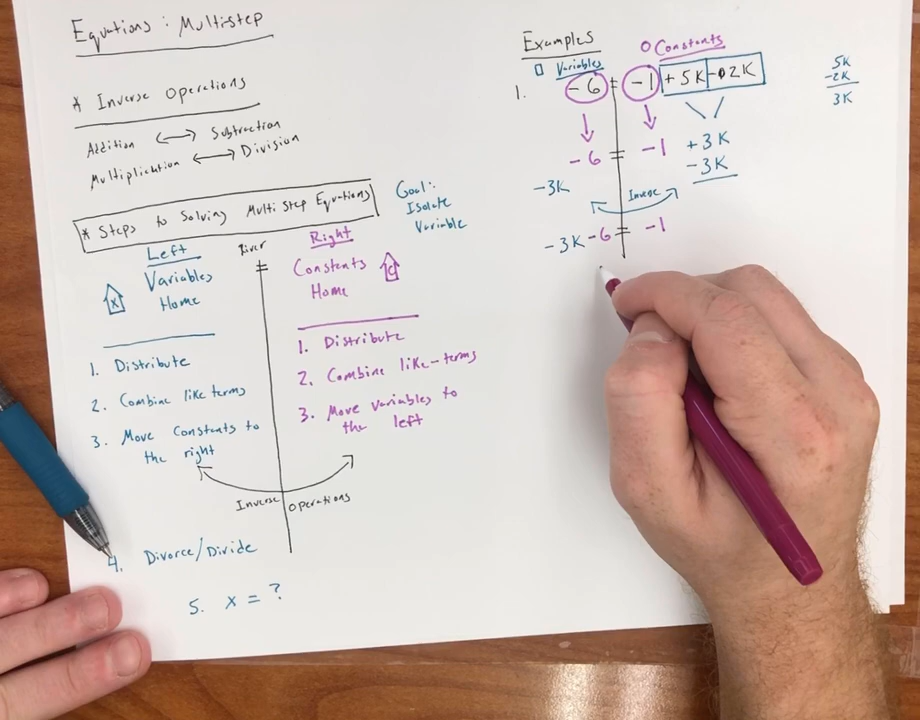 Equations: Multistep
* Inverse Operations
Addition <-> Subtraction
Multiplication <-> Division
* Steps to Solving Multi Step Equations
Goal:
Isolate
Variable
Left
River
Right
x
Variables
Home
Constants
Home
c
1. Distribute
2. Combine like terms
3. Move Constants to
the right
1. Distribute
2. Combine like-terms
3. Move Variables to
the left
Inverse Operations
4. Divorce/Divide
5. x = ?
Examples
□ Variables
O Constants
1. -6 = -1 +5K -2K
5K
-2K
3K
-6 = -1 +3K
-3K -3K
Inverse
-3K -6 = -1